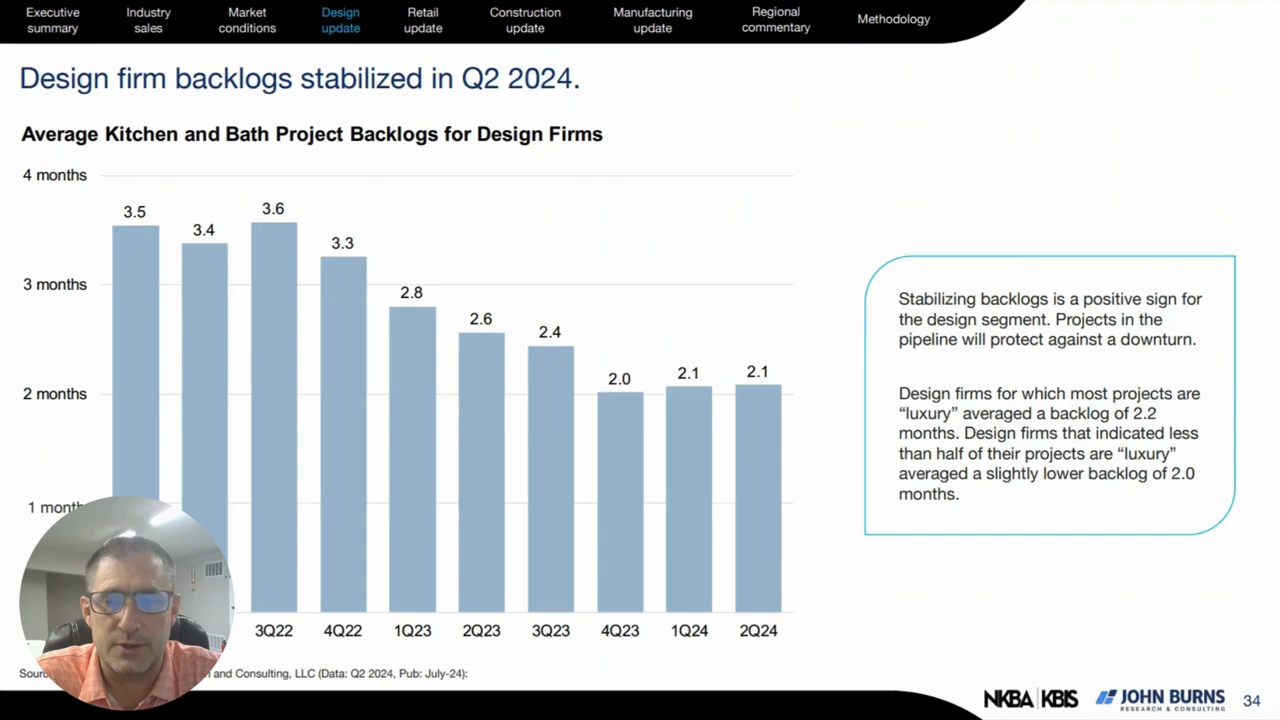 Executive summary
Industry sales
Market conditions
Design update
Retail update
Construction update
Manufacturing update
Regional commentary
Methodology
Design firm backlogs stabilized in Q2 2024.
Average Kitchen and Bath Project Backlogs for Design Firms
4 months
3 months
2 months
1 month
3.5
3.4
3.6
3.3
2.8
2.6
2.4
2.0
2.1
2.1
3Q22
4Q22
1Q23
2Q23
3Q23
4Q23
1Q24
2Q24
Stabilizing backlogs is a positive sign for
the design segment. Projects in the
pipeline will protect against a downturn.
Design firms for which most projects are
“luxury” averaged a backlog of 2.2
months. Design firms that indicated less
than half of their projects are “luxury”
averaged a slightly lower backlog of 2.0
months.
and Consulting, LLC (Data: Q2 2024, Pub: July-24):
NKBA | KBIS
JOHN BURNS
RESEARCH & CONSULTING
34